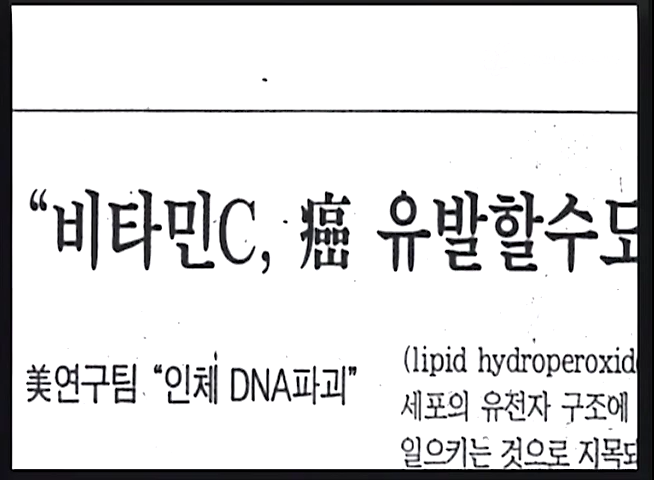 “비타민C, 癌 유발할수도
美연구팀 “인체 DNA파괴”
(lipid hydroperoxid
세포의 유전자 구조에
일으키는 것으로 지목